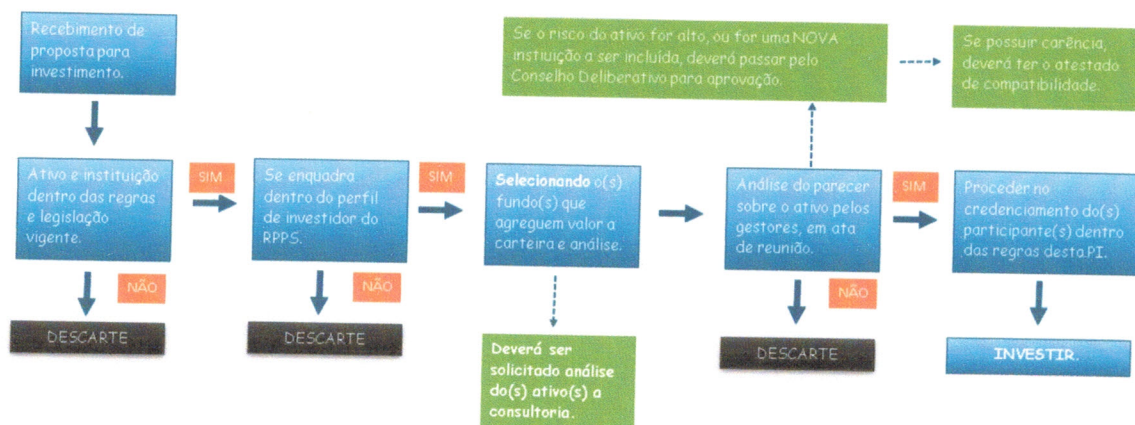 Recebimento de
proposta para
investimento.
Se o risco do ativo for alto, ou for uma NOVA
instiuição a ser incluída, deverá passar pelo
Conselho Deliberativo para aprovação.
Se possuir carência,
deverá ter o atestado
de compatibilidade.
Ativo e instituição
dentro das regras
e legislação
vigente.
SIM
Se enquadra
dentro do perfil
de investidor do
RPPS.
SIM
Selecionando o(s)
fundo(s) que
agreguem valor a
carteira e análise.
Análise do parecer
sobre o ativo pelos
gestores, em ata
de reunião.
SIM
Proceder no
credenciamento do(s)
participante(s) dentro
das regras desta PI.
NÃO
NÃO
NÃO
DESCARTE
DESCARTE
Deverá ser
solicitado análise
do(s) ativo(s) a
consultoria.
DESCARTE
INVESTIR.